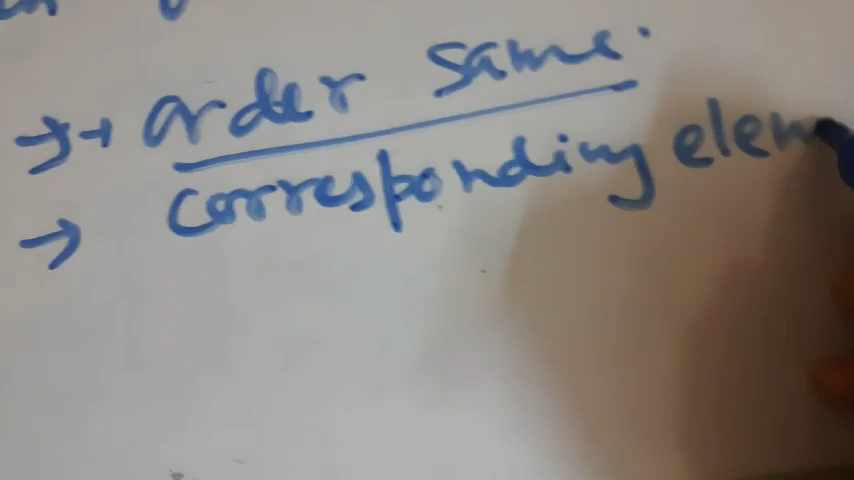 →→ order same.
→ corresponding elem